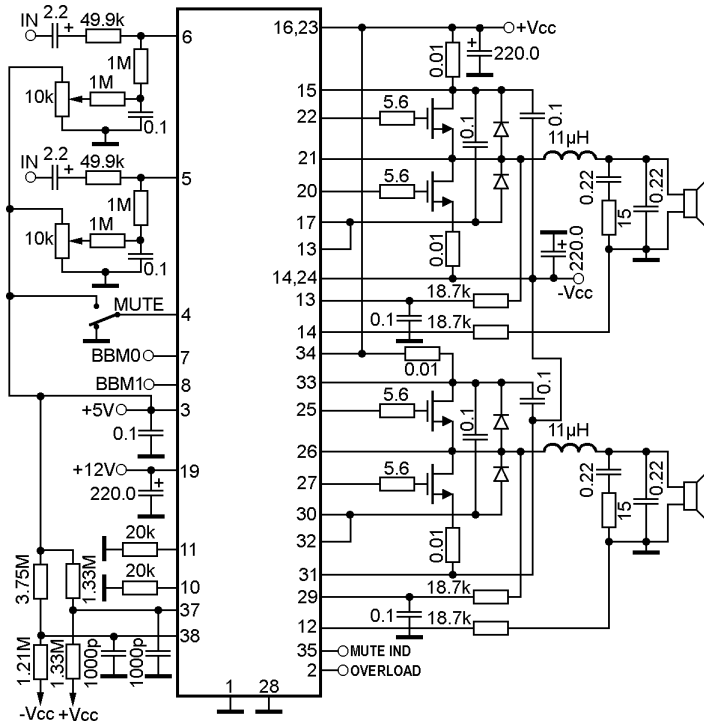 IN 2.2 + 49.9k 6
1M
1M
10k
0.1
IN 2.2 + 49.9k 5
1M
1M
10k
0.1
MUTE 4
BBM0 7
BBM1 8
+5V 3
0.1
+12V 19
+
220.0
20k 11
20k 10
3.75M
1.33M
37
38
1.21M
1.33M
1000p
1000p
-Vcc +Vcc
1 28
16,23 +Vcc
0.01
+
220.0
15
0.1
0.1
22 5.6
21 11µH
20 5.6
0.22
0.22
15
17
13
0.01
+
220.0
14,24
-Vcc
13 18.7k
0.1
14 18.7k
34
0.01
33
0.1
0.1
25 5.6
26 11µH
27 5.6
0.22
0.22
15
30
32
0.01
31
29 18.7k
0.1
12 18.7k
35 MUTE IND
2 OVERLOAD